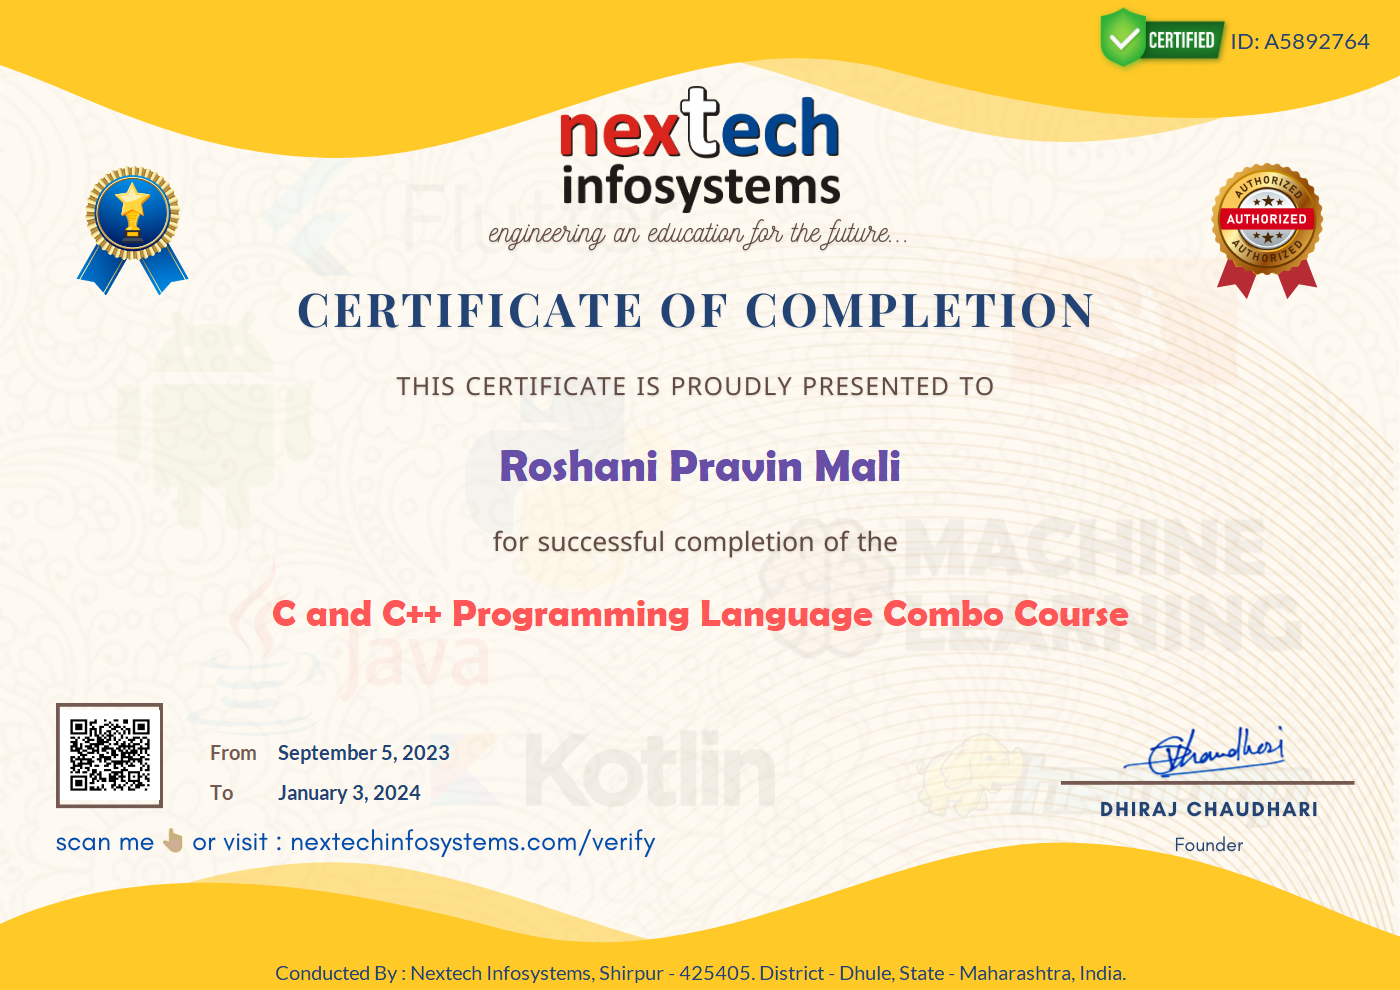 CERTIFIED ID: A5892764
nextech
infosystems
engineering an education for the future...
AUTHORIZED
AUTHORIZED
AUTHORIZED
CERTIFICATE OF COMPLETION
THIS CERTIFICATE IS PROUDLY PRESENTED TO
Roshani Pravin Mali
for successful completion of the
MACHINE
LEARNING
C and C++ Programming Language Combo Course
Java
From September 5, 2023
To January 3, 2024
Kotlin
scan me or visit : nextechinfosystems.com/verify
Chaudhari
DHIRAJ CHAUDHARI
Founder
Conducted By : Nextech Infosystems, Shirpur - 425405. District - Dhule, State - Maharashtra, India.